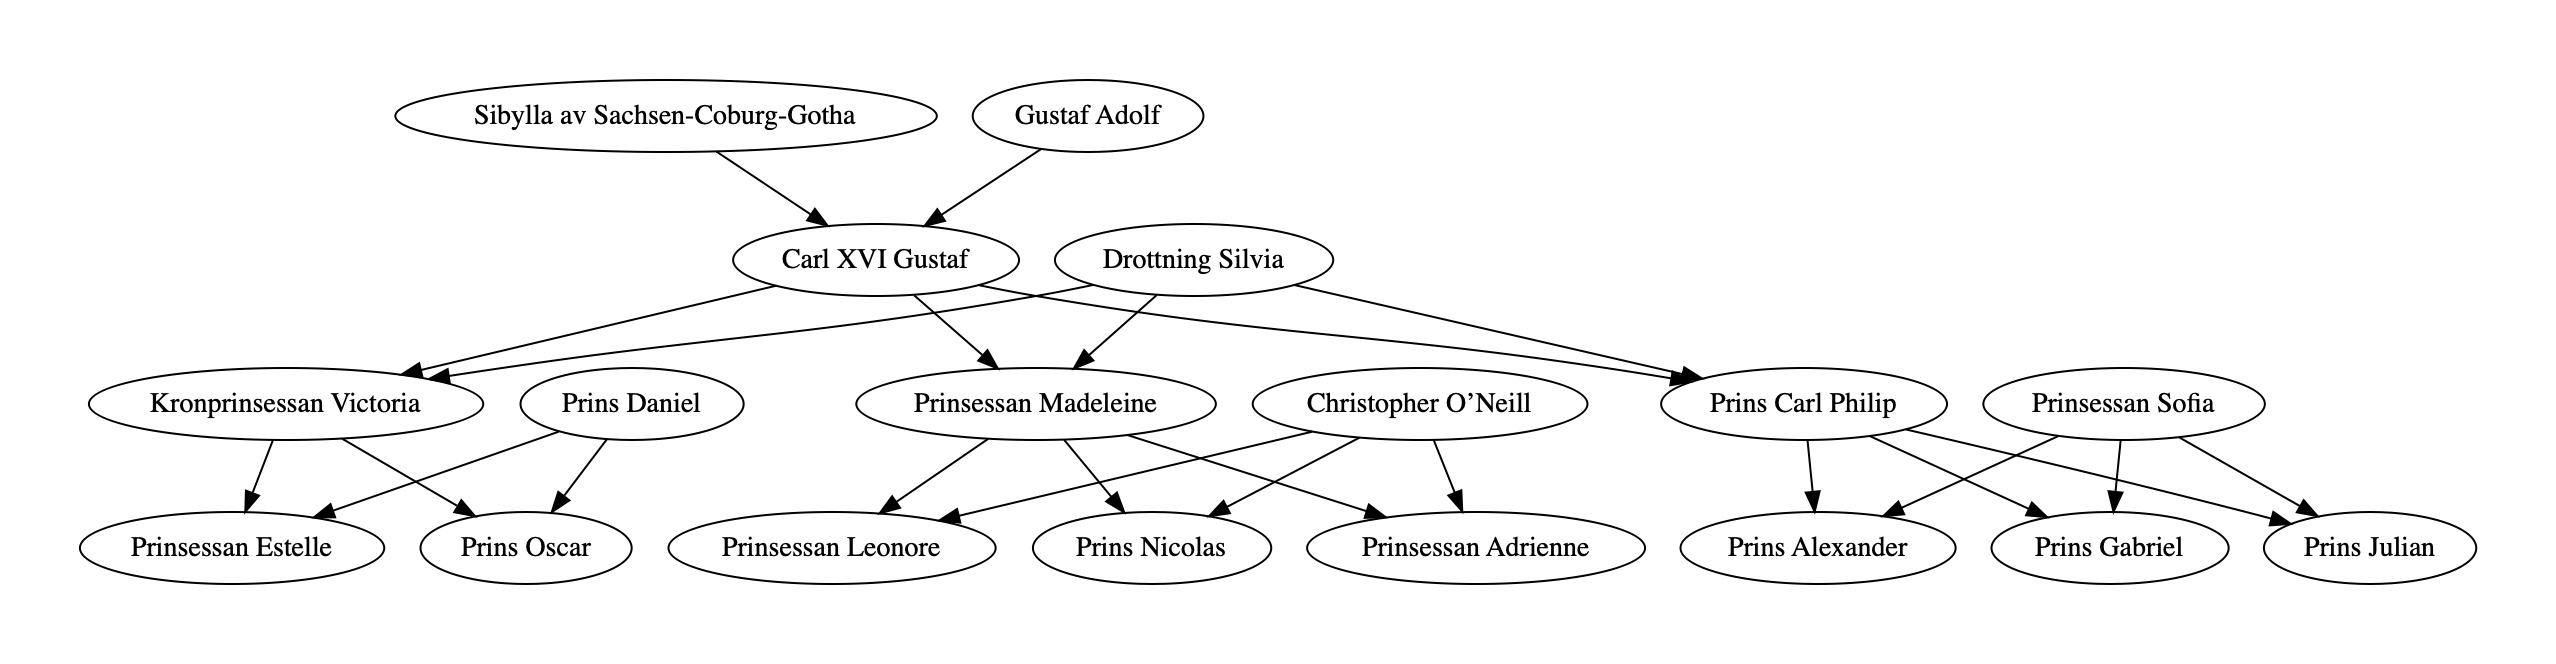 Sibylla av Sachsen-Coburg-Gotha
Gustaf Adolf
Carl XVI Gustaf
Drottning Silvia
Kronprinsessan Victoria
Prins Daniel
Prinsessan Madeleine
Christopher O’Neill
Prins Carl Philip
Prinsessan Sofia
Prinsessan Estelle
Prins Oscar
Prinsessan Leonore
Prins Nicolas
Prinsessan Adrienne
Prins Alexander
Prins Gabriel
Prins Julian